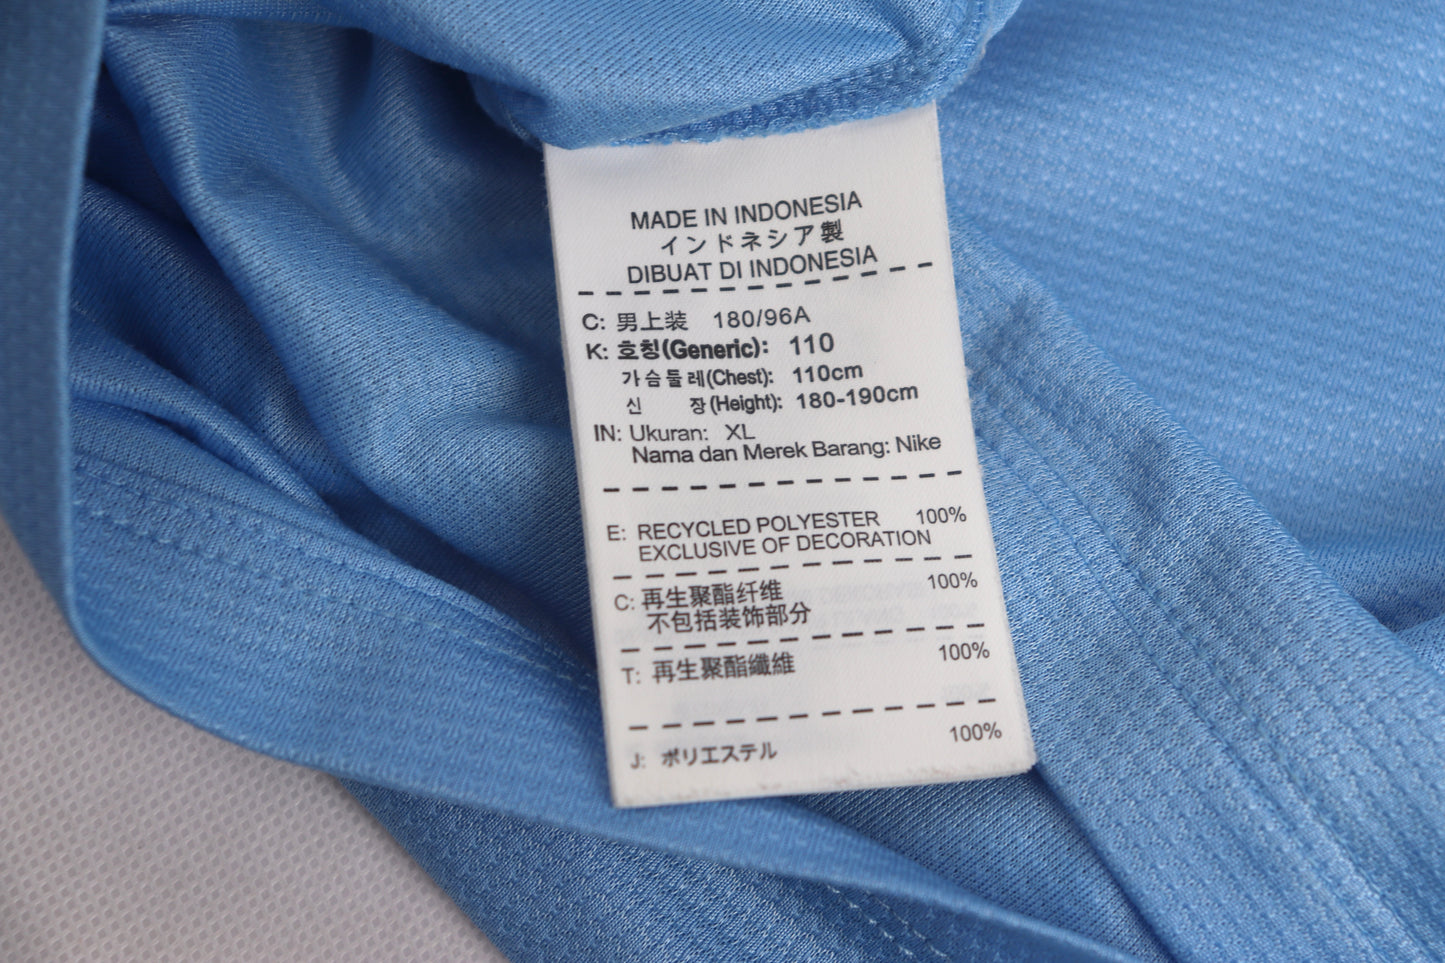 MADE IN INDONESIA
インドネシア製
DIBUAT DI INDONESIA
C: 男上装 180/96A
K: 호칭(Generic): 110
가슴둘레(Chest): 110cm
신 장(Height): 180-190cm
IN: Ukuran: XL
Nama dan Merek Barang: Nike
E: RECYCLED POLYESTER 100%
EXCLUSIVE OF DECORATION
C: 再生聚酯纤维 100%
不包括装饰部分
T: 再生聚酯纖維 100%
J: ポリエステル 100%